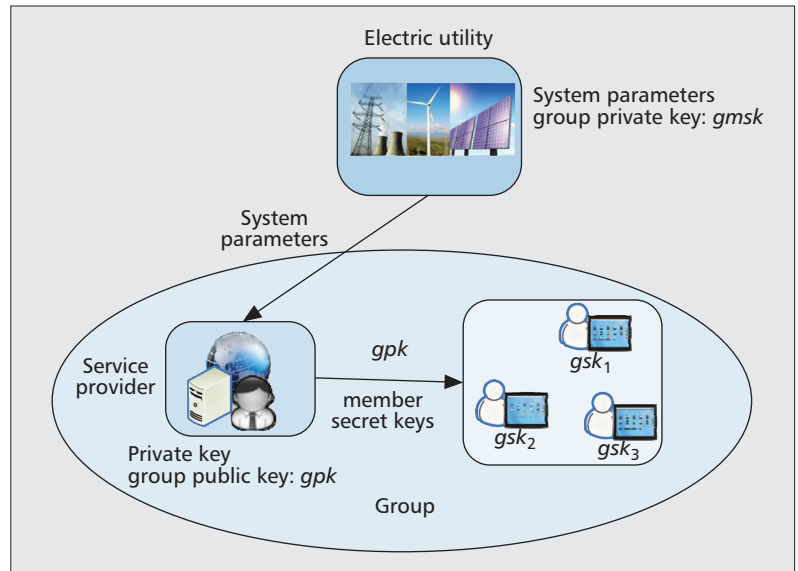 Electric utility
System parameters
group private key: gmsk
System
parameters
Service
provider
gpk
member
secret keys
gsk1
gsk2
gsk3
Private key
group public key: gpk
Group